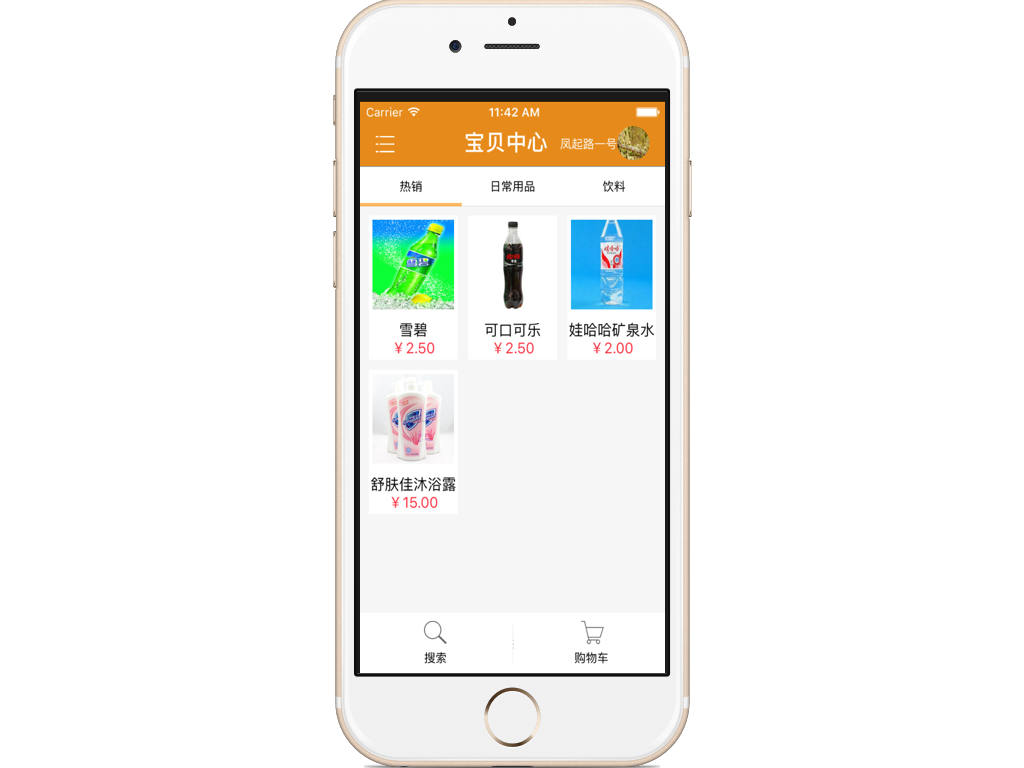 Carrier
11:42 AM
宝贝中心
凤起路一号
热销
日常用品
饮料
雪碧
可口可乐
娃哈哈矿泉水
¥ 2.50
¥ 2.50
¥ 2.00
舒肤佳沐浴露
¥ 15.00
搜索
购物车